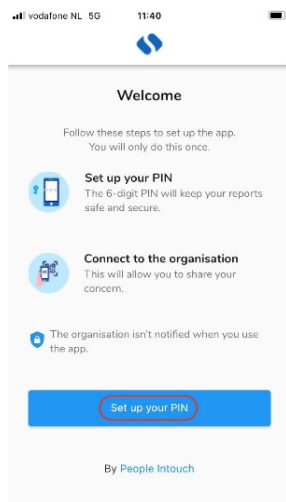 vodafone NL 5G 11:40
Welcome
Follow these steps to set up the app.
You will only do this once.
Set up your PIN
The 6-digit PIN will keep your reports
safe and secure.
Connect to the organisation
This will allow you to share your
concern.
The organisation isn't notified when you use
the app.
Set up your PIN
By People Intouch